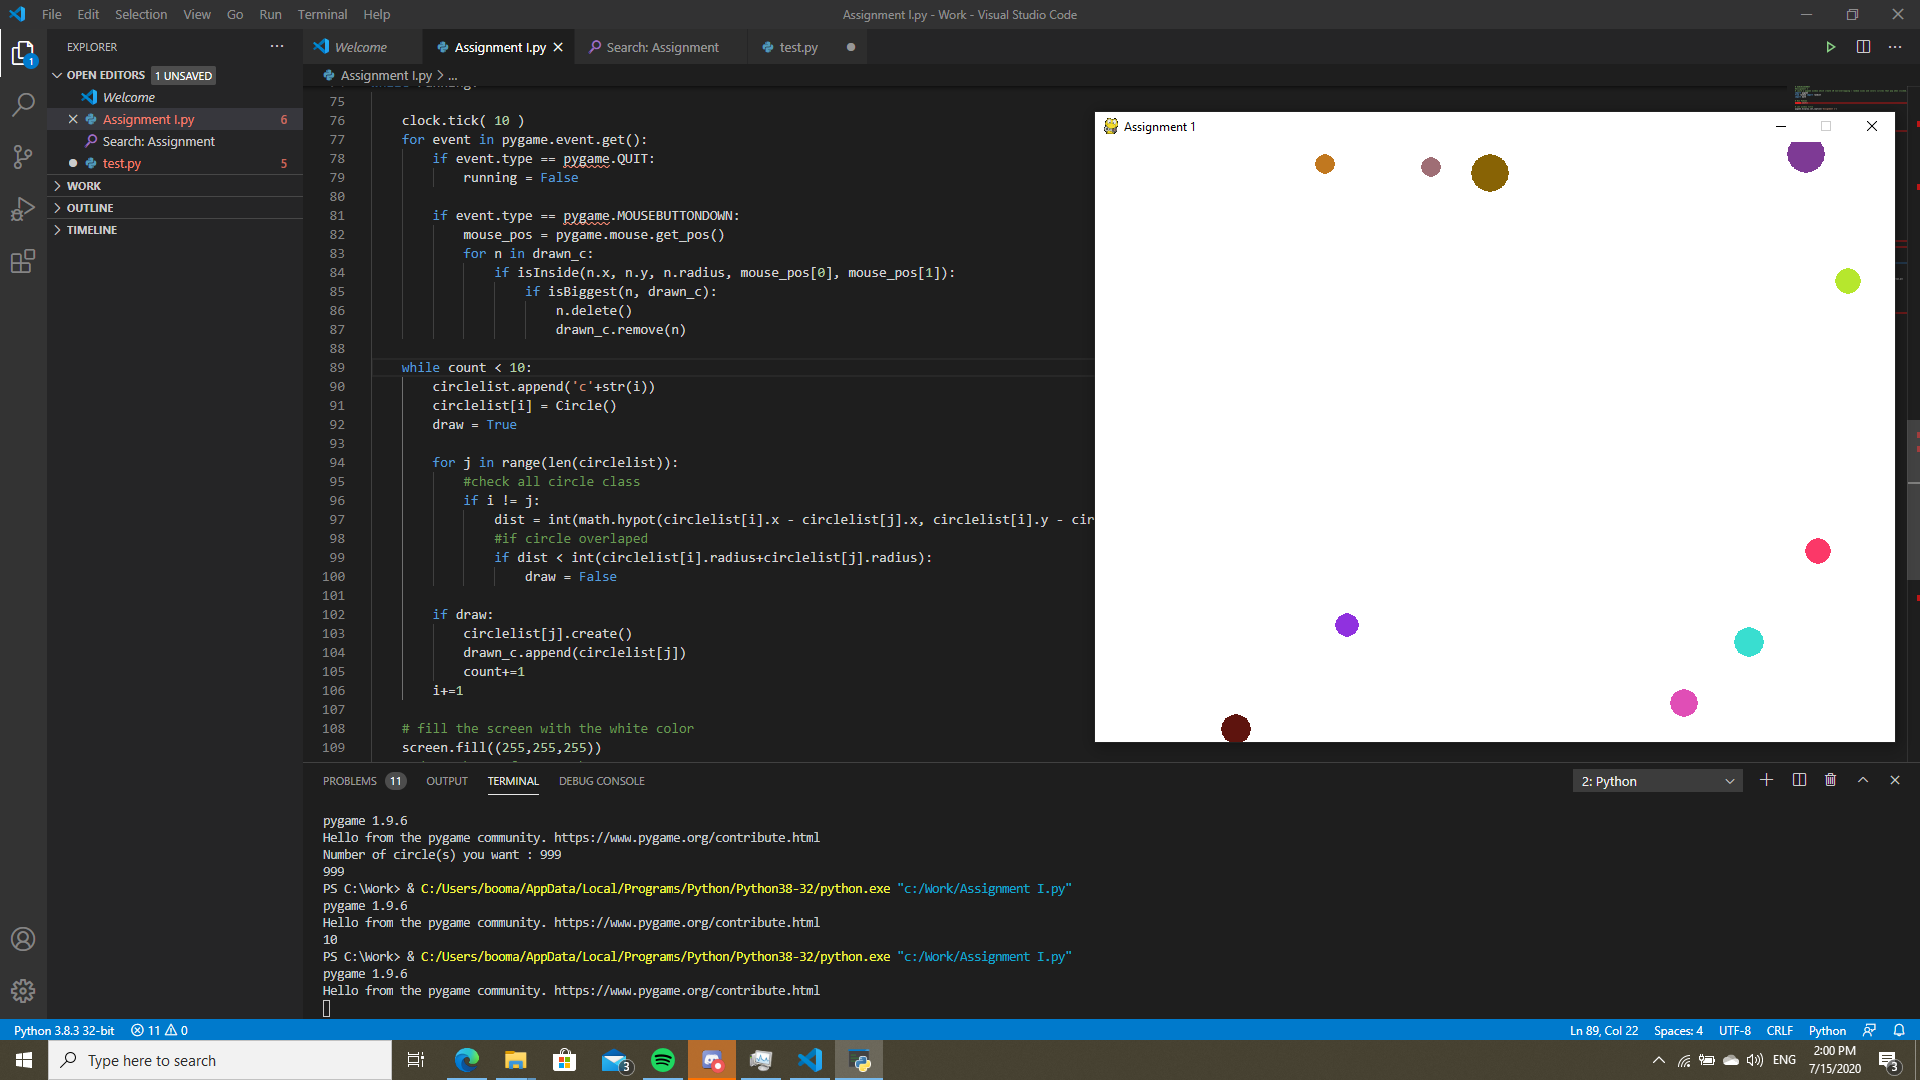 File Edit Selection View Go Run Terminal Help
Assignment I.py - Work - Visual Studio Code
EXPLORER
OPEN EDITORS 1 UNSAVED
Welcome
Assignment I.py 6
Search: Assignment
test.py 5
WORK
OUTLINE
TIMELINE
1
Welcome Assignment I.py Search: Assignment test.py
Assignment I.py > ...
75
76 clock.tick( 10 )
77 for event in pygame.event.get():
78 if event.type == pygame.QUIT:
79 running = False
80
81 if event.type == pygame.MOUSEBUTTONDOWN:
82 mouse_pos = pygame.mouse.get_pos()
83 for n in drawn_c:
84 if isInside(n.x, n.y, n.radius, mouse_pos[0], mouse_pos[1]):
85 if isBiggest(n, drawn_c):
86 n.delete()
87 drawn_c.remove(n)
88
89 while count < 10:
90 circlelist.append('c'+str(i))
91 circlelist[i] = Circle()
92 draw = True
93
94 for j in range(len(circlelist)):
95 #check all circle class
96 if i != j:
97 dist = int(math.hypot(circlelist[i].x - circlelist[j].x, circlelist[i].y - cir
98 #if circle overlaped
99 if dist < int(circlelist[i].radius+circlelist[j].radius):
100 draw = False
101
102 if draw:
103 circlelist[j].create()
104 drawn_c.append(circlelist[j])
105 count+=1
106 i+=1
107
108 # fill the screen with the white color
109 screen.fill((255,255,255))
Assignment 1
PROBLEMS 11 OUTPUT TERMINAL DEBUG CONSOLE
2: Python
pygame 1.9.6
Hello from the pygame community. https://www.pygame.org/contribute.html
Number of circle(s) you want : 999
999
PS C:\Work> & C:/Users/booma/AppData/Local/Programs/Python/Python38-32/python.exe "c:/Work/Assignment I.py"
pygame 1.9.6
Hello from the pygame community. https://www.pygame.org/contribute.html
10
PS C:\Work> & C:/Users/booma/AppData/Local/Programs/Python/Python38-32/python.exe "c:/Work/Assignment I.py"
pygame 1.9.6
Hello from the pygame community. https://www.pygame.org/contribute.html
Python 3.8.3 32-bit 11 0
Ln 89, Col 22 Spaces: 4 UTF-8 CRLF Python
Type here to search
3
ENG
2:00 PM
7/15/2020
3